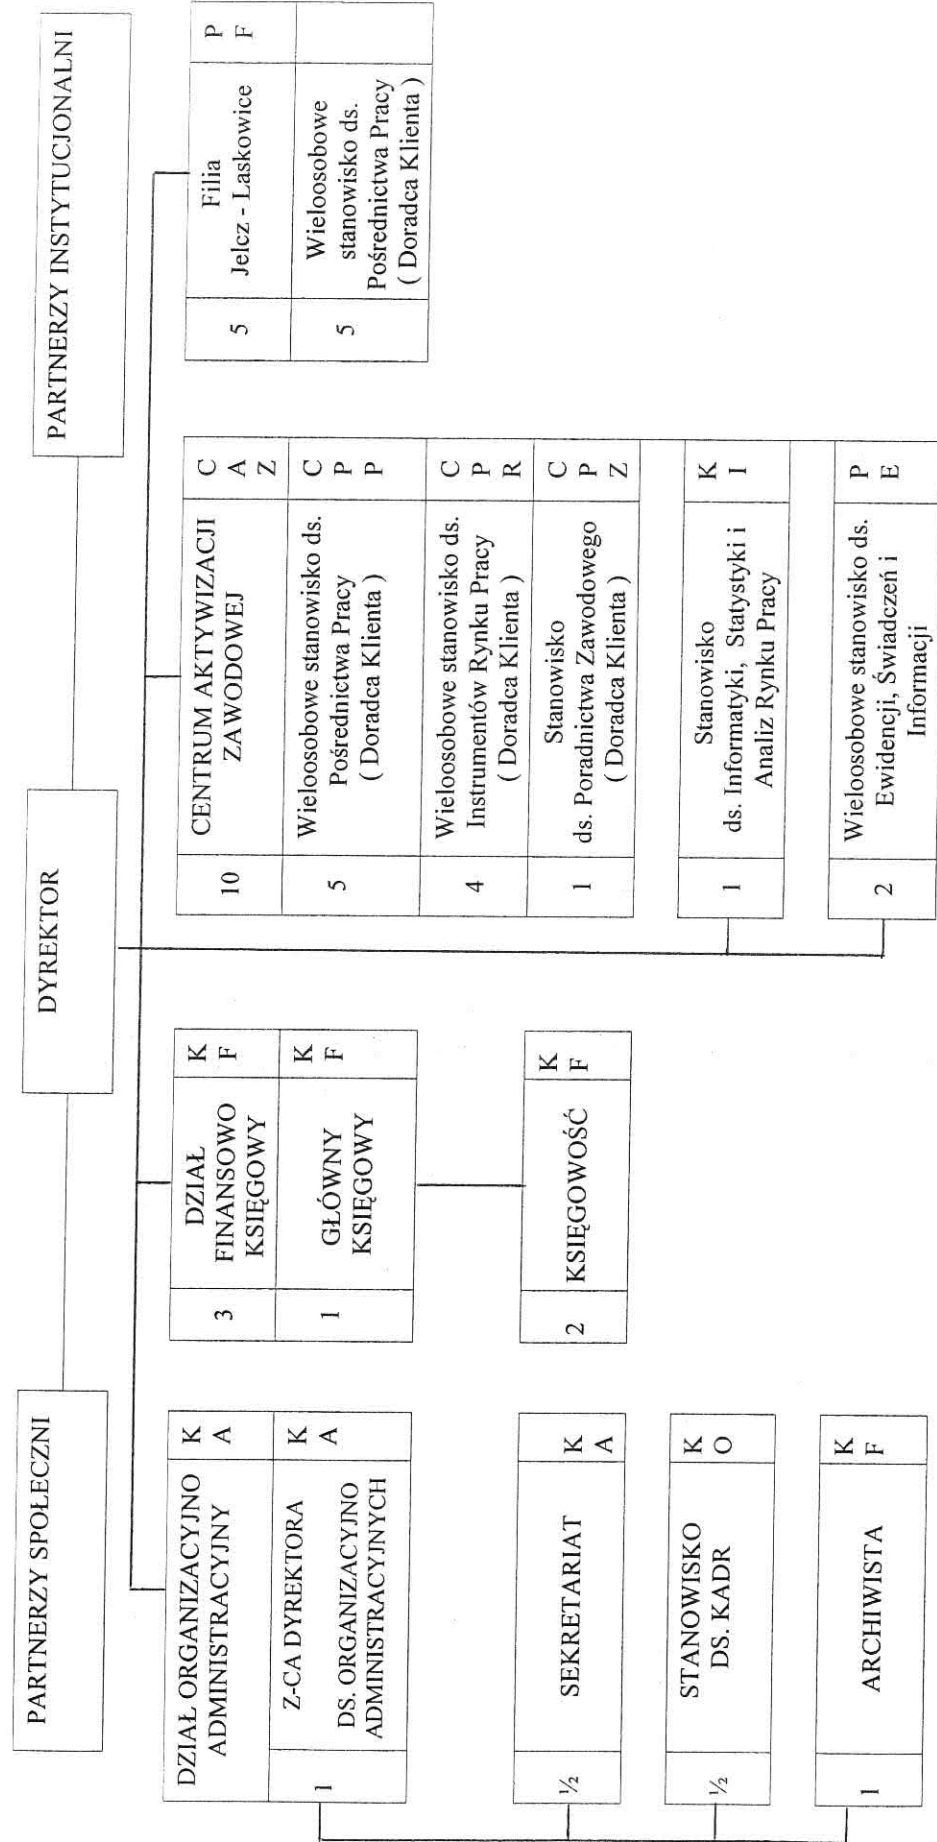 PARTNERZY SPOŁECZNI
DYREKTOR
PARTNERZY INSTYTUCJONALNI
DZIAŁ ORGANIZACYJNO
ADMINISTRACYJNY
K
A
1
Z-CA DYREKTORA
DS. ORGANIZACYJNO
ADMINISTRACYJNYCH
K
A
½
SEKRETARIAT
K
A
½
STANOWISKO
DS. KADR
K
O
1
ARCHIWISTA
K
F
3
DZIAŁ
FINANSOWO
KSIĘGOWY
K
F
1
GŁÓWNY
KSIĘGOWY
K
F
2
KSIĘGOWOŚĆ
K
F
10
CENTRUM AKTYWIZACJI
ZAWODOWEJ
C
A
Z
5
Wieloosobowe stanowisko ds.
Pośrednictwa Pracy
( Doradca Klienta )
C
P
P
4
Wieloosobowe stanowisko ds.
Instrumentów Rynku Pracy
( Doradca Klienta )
C
P
R
1
Stanowisko
ds. Poradnictwa Zawodowego
( Doradca Klienta )
C
P
Z
1
Stanowisko
ds. Informatyki, Statystyki i
Analiz Rynku Pracy
K
I
2
Wieloosobowe stanowisko ds.
Ewidencji, Świadczeń i
Informacji
P
E
5
Filia
Jelcz - Laskowice
P
F
5
Wieloosobowe
stanowisko ds.
Pośrednictwa Pracy
( Doradca Klienta )